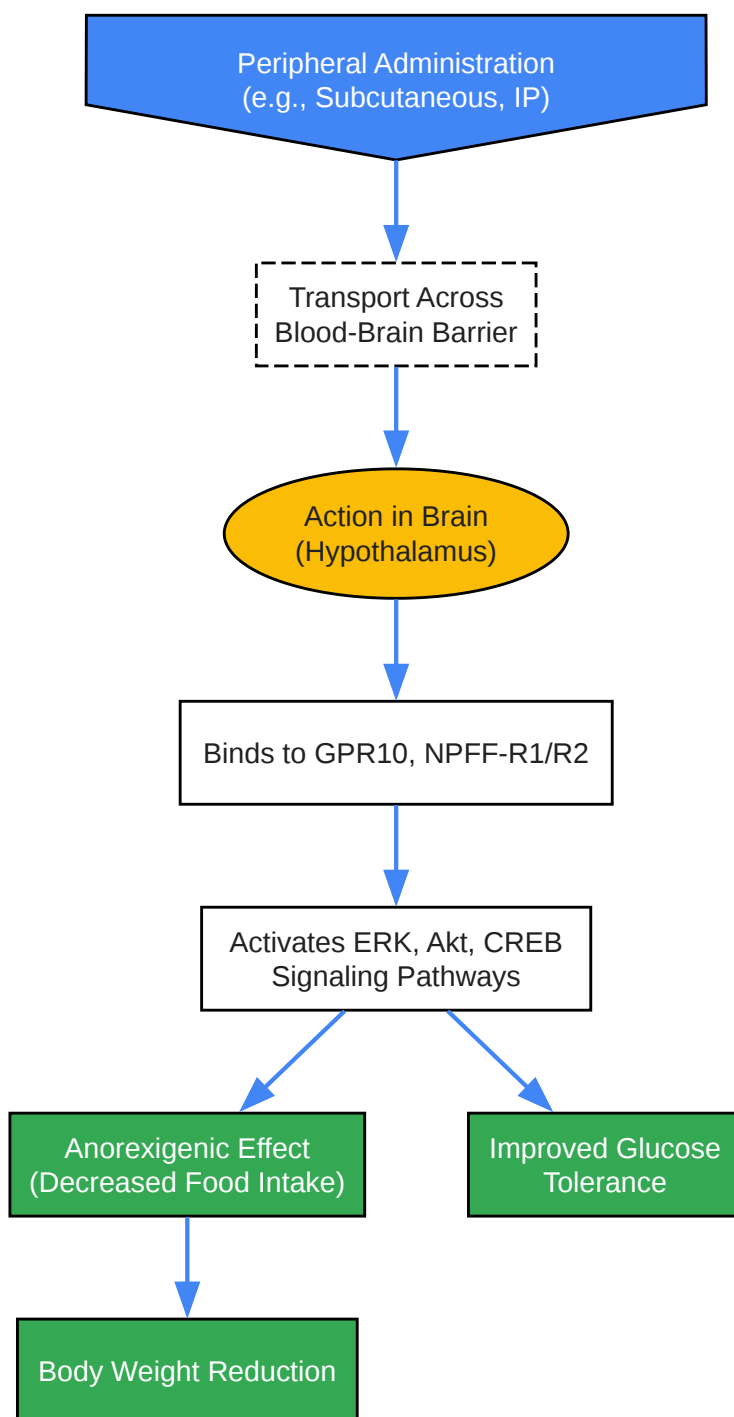 Peripheral Administration
(e.g., Subcutaneous, IP)
Transport Across
Blood-Brain Barrier
Action in Brain
(Hypothalamus)
Binds to GPR10, NPFF-R1/R2
Activates ERK, Akt, CREB
Signaling Pathways
Anorexigenic Effect
(Decreased Food Intake)
Improved Glucose
Tolerance
Body Weight Reduction